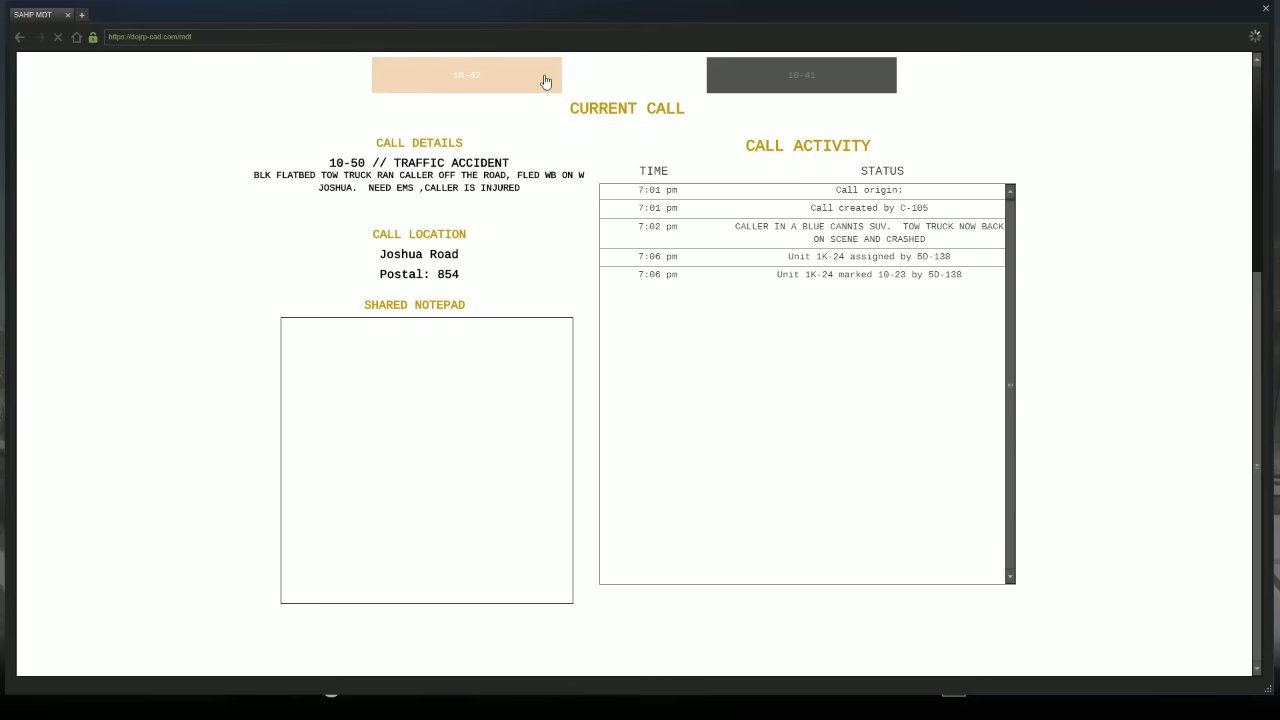 SAHP MDT
https://dojrp-cad.com/mdt
10-42
10-41
CURRENT CALL
CALL DETAILS
10-50 // TRAFFIC ACCIDENT
BLK FLATBED TOW TRUCK RAN CALLER OFF THE ROAD, FLED WB ON W
JOSHUA.  NEED EMS ,CALLER IS INJURED
CALL LOCATION
Joshua Road
Postal: 854
SHARED NOTEPAD
CALL ACTIVITY
TIME STATUS
7:01 pm Call origin:
7:01 pm Call created by C-105
7:02 pm CALLER IN A BLUE CANNIS SUV.  TOW TRUCK NOW BACK
ON SCENE AND CRASHED
7:06 pm Unit 1K-24 assigned by 5D-138
7:06 pm Unit 1K-24 marked 10-23 by 5D-138